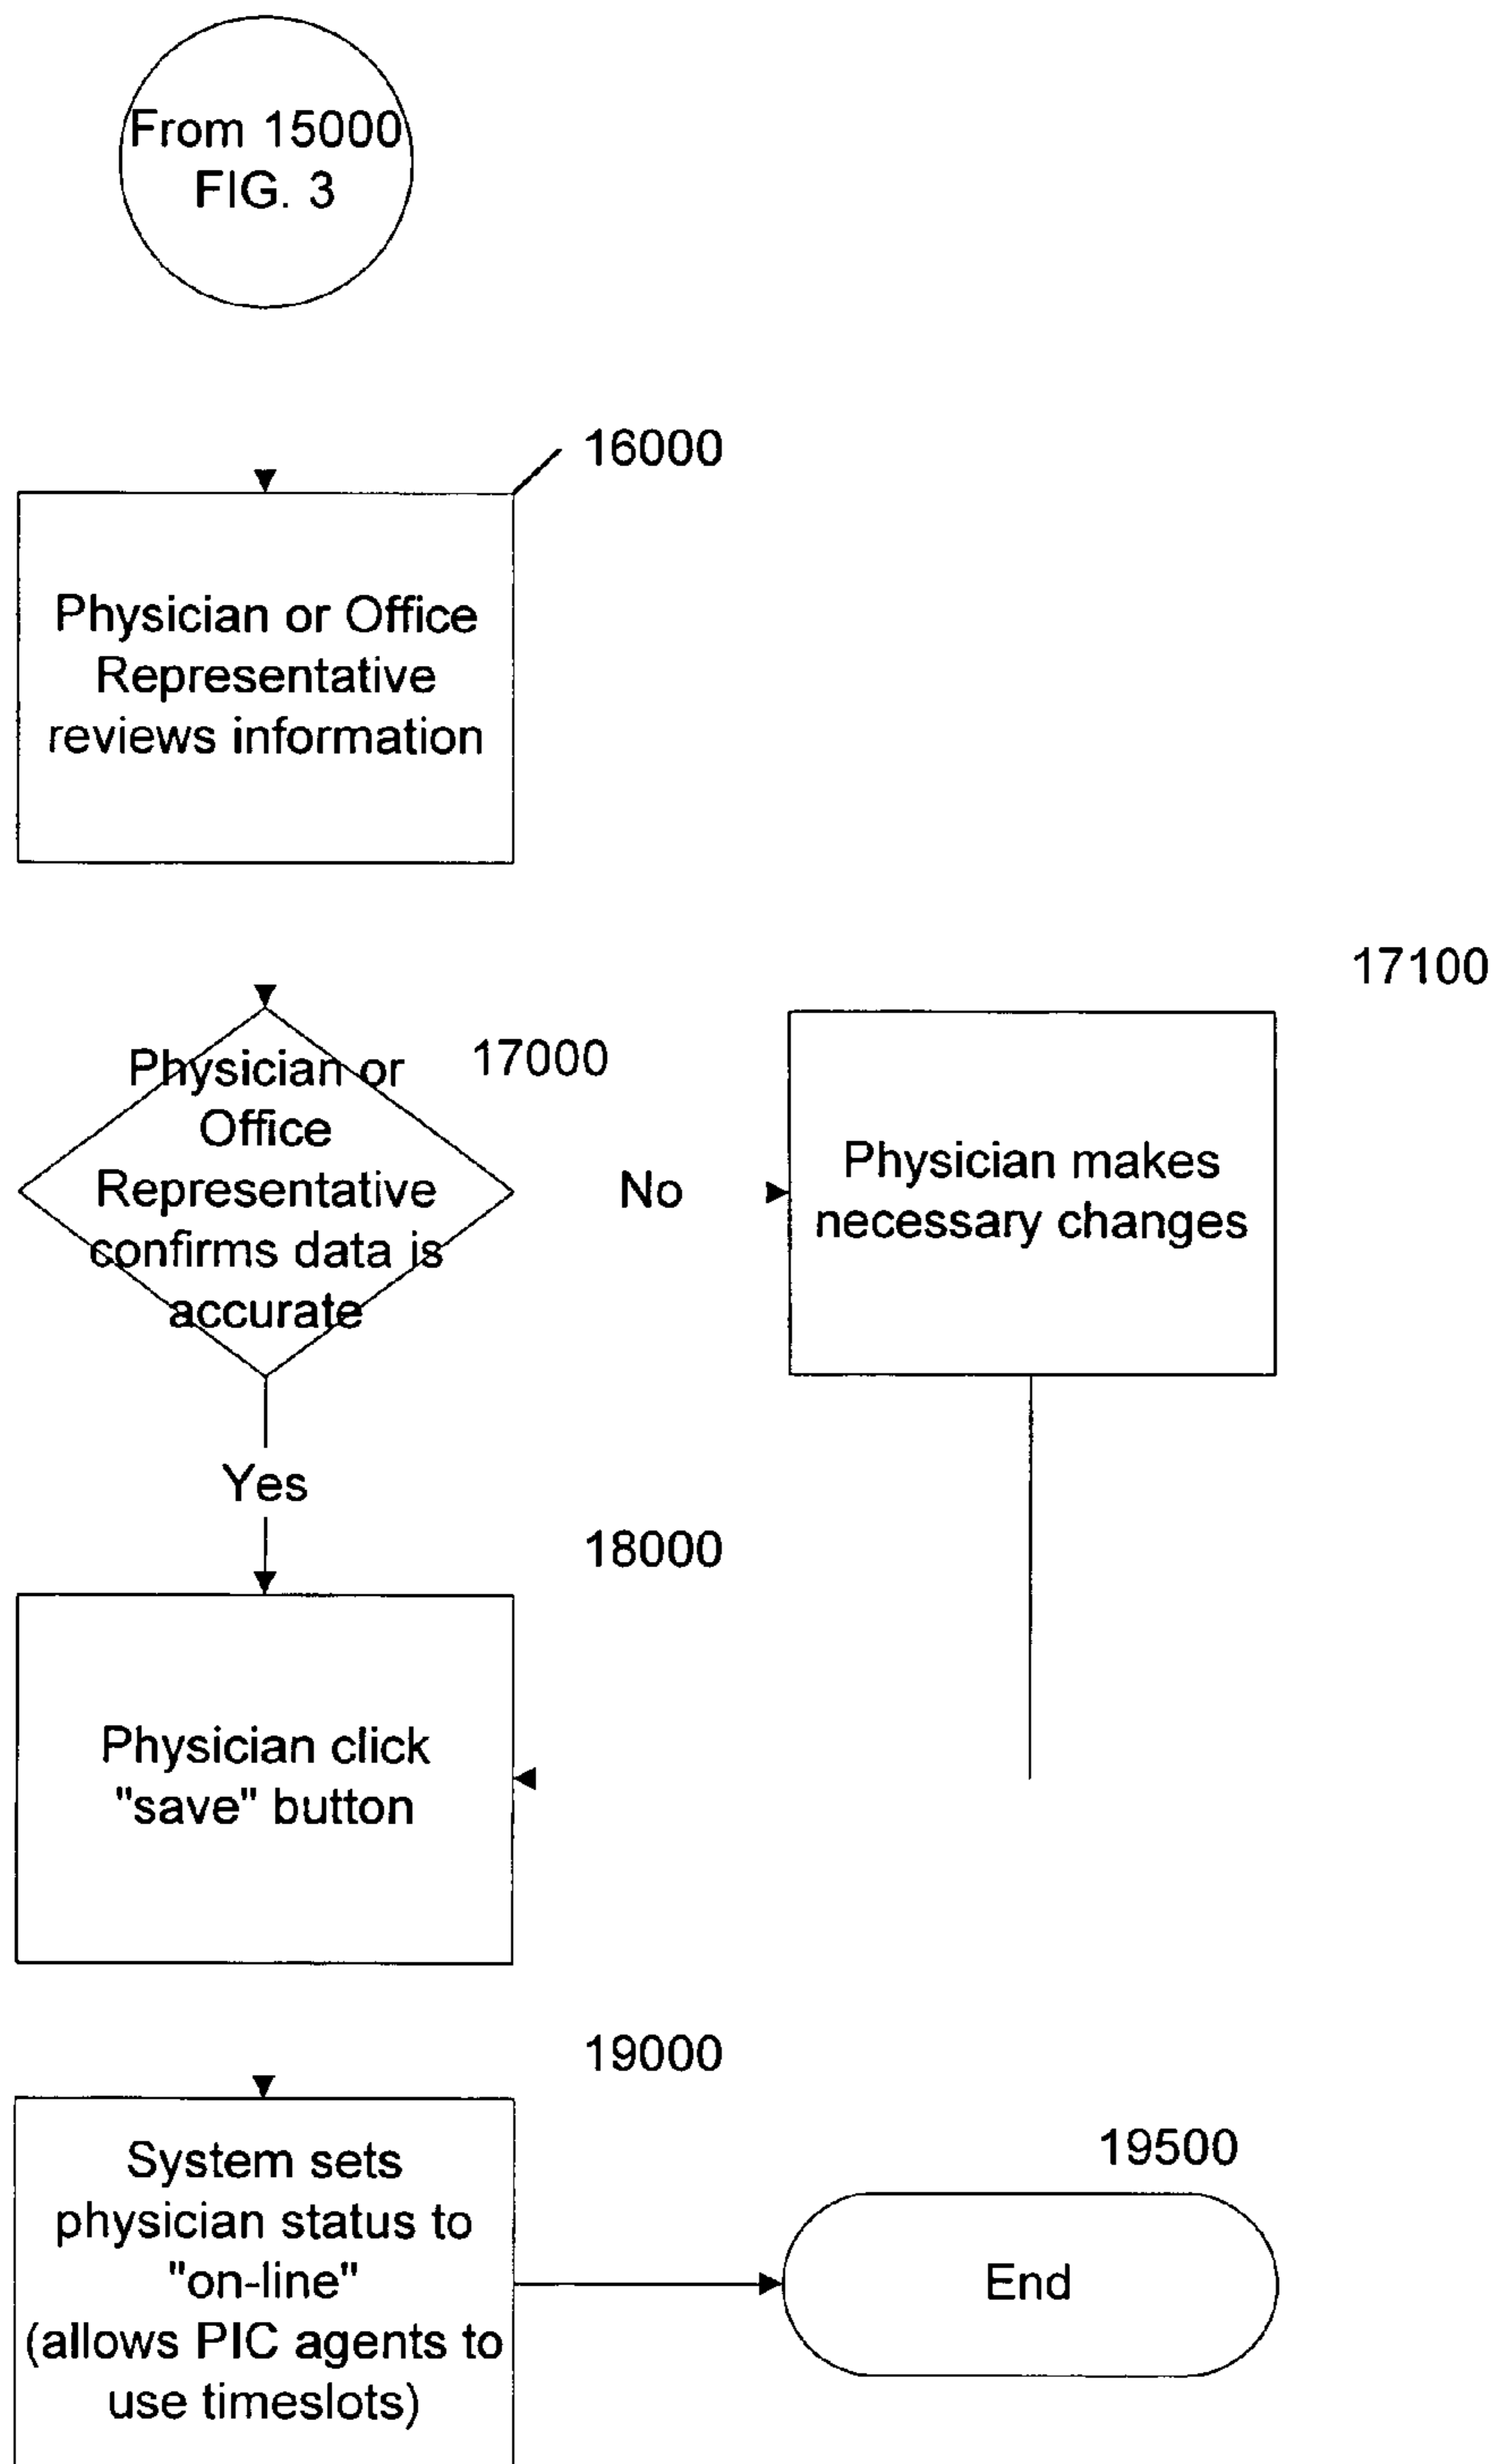 From 15000
FIG. 3
16000
Physician or Office
Representative
reviews information
17100
17000
Physician or
Office
Representative
confirms data is
accurate
No
Physician makes
necessary changes
Yes
18000
Physician click
"save" button
19000
System sets
physician status to
"on-line"
(allows PIC agents to
use timeslots)
19500
End